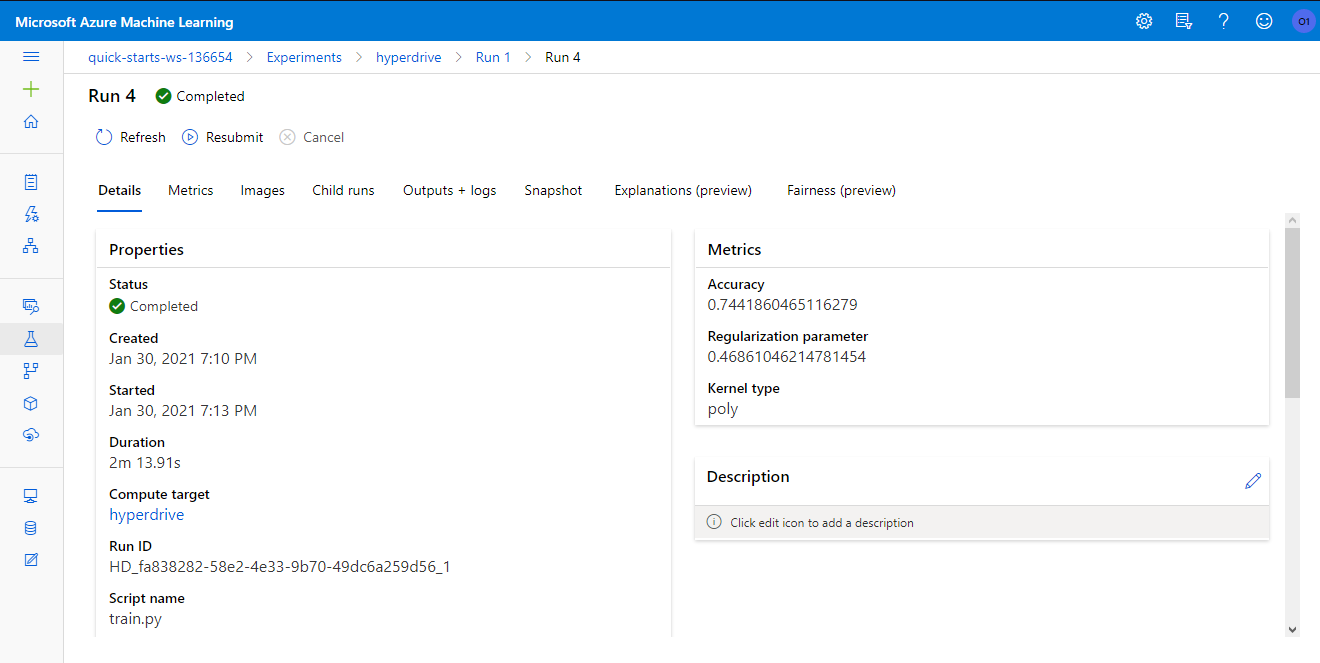 Microsoft Azure Machine Learning
O1
quick-starts-ws-136654 > Experiments > hyperdrive > Run 1 > Run 4
Run 4 Completed
Refresh Resubmit Cancel
Details Metrics Images Child runs Outputs + logs Snapshot Explanations (preview) Fairness (preview)
Properties
Status
Completed
Created
Jan 30, 2021 7:10 PM
Started
Jan 30, 2021 7:13 PM
Duration
2m 13.91s
Compute target
hyperdrive
Run ID
HD_fa838282-58e2-4e33-9b70-49dc6a259d56_1
Script name
train.py
Metrics
Accuracy
0.7441860465116279
Regularization parameter
0.46861046214781454
Kernel type
poly
Description
Click edit icon to add a description